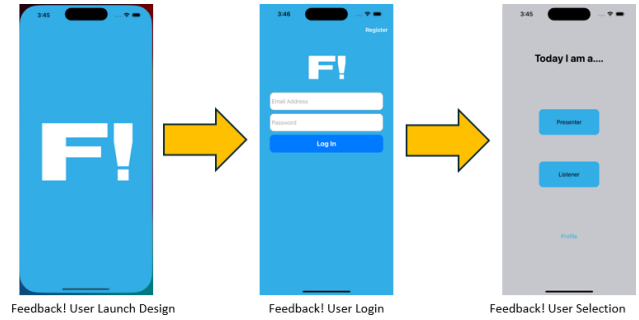 3:45
F!
Feedback! User Launch Design
3:46
Register
F!
Email Address
Password
Log In
Feedback! User Login
3:45
Today I am a....
Presenter
Listener
Profile
Feedback! User Selection